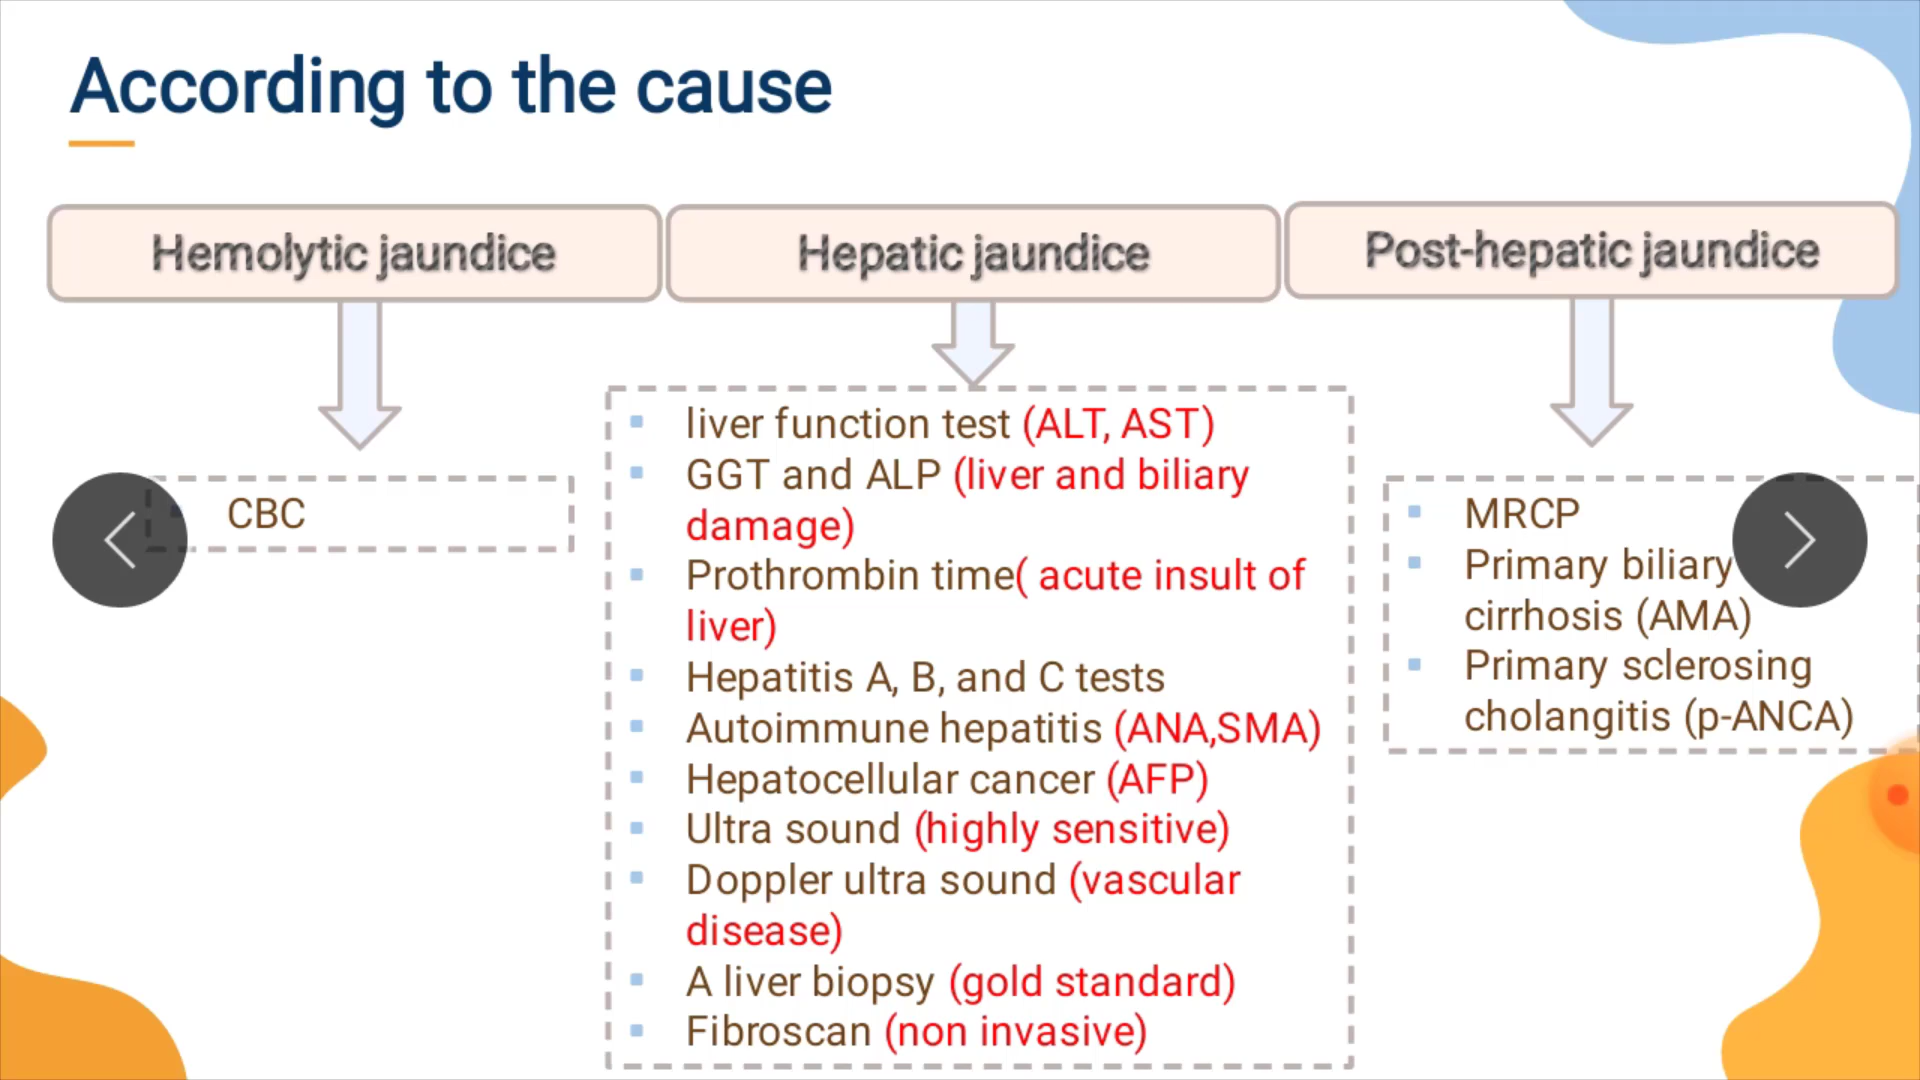 According to the cause
Hemolytic jaundice
Hepatic jaundice
Post-hepatic jaundice
CBC
liver function test (ALT, AST)
GGT and ALP (liver and biliary
damage)
Prothrombin time( acute insult of
liver)
Hepatitis A, B, and C tests
Autoimmune hepatitis (ANA,SMA)
Hepatocellular cancer (AFP)
Ultra sound (highly sensitive)
Doppler ultra sound (vascular
disease)
A liver biopsy (gold standard)
Fibroscan (non invasive)
MRCP
Primary biliary
cirrhosis (AMA)
Primary sclerosing
cholangitis (p-ANCA)